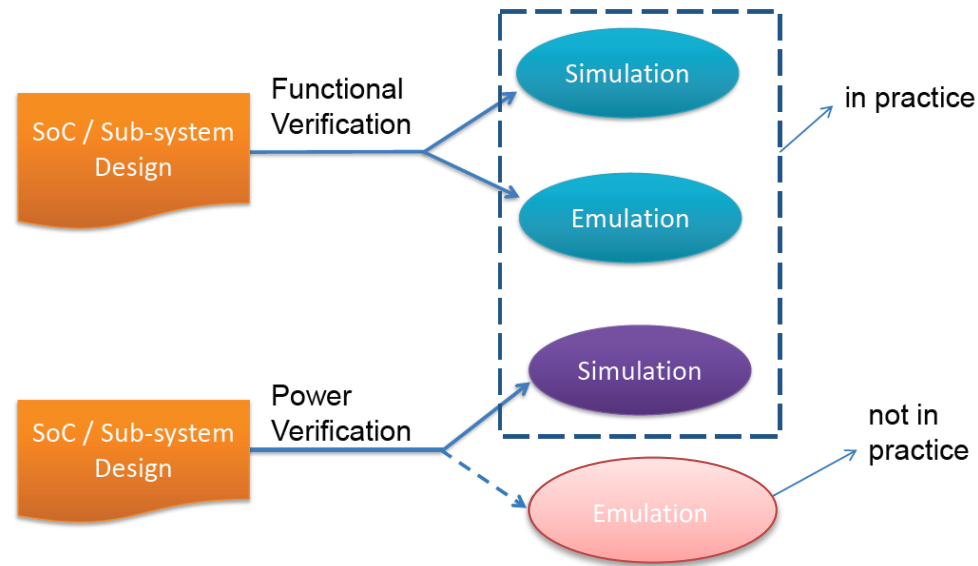 Functional
Verification
SoC / Sub-system
Design
Simulation
Emulation
in practice
Power
Verification
SoC / Sub-system
Design
Simulation
Emulation
not in
practice